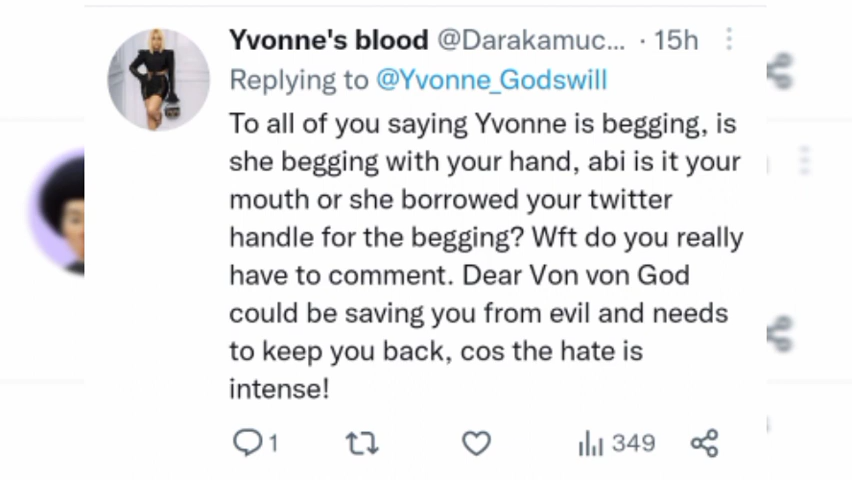 Yvonne's blood @Darakamuc... · 15h
Replying to @Yvonne_Godswill
To all of you saying Yvonne is begging, is
she begging with your hand, abi is it your
mouth or she borrowed your twitter
handle for the begging? Wft do you really
have to comment. Dear Von von God
could be saving you from evil and needs
to keep you back, cos the hate is
intense!
1 349